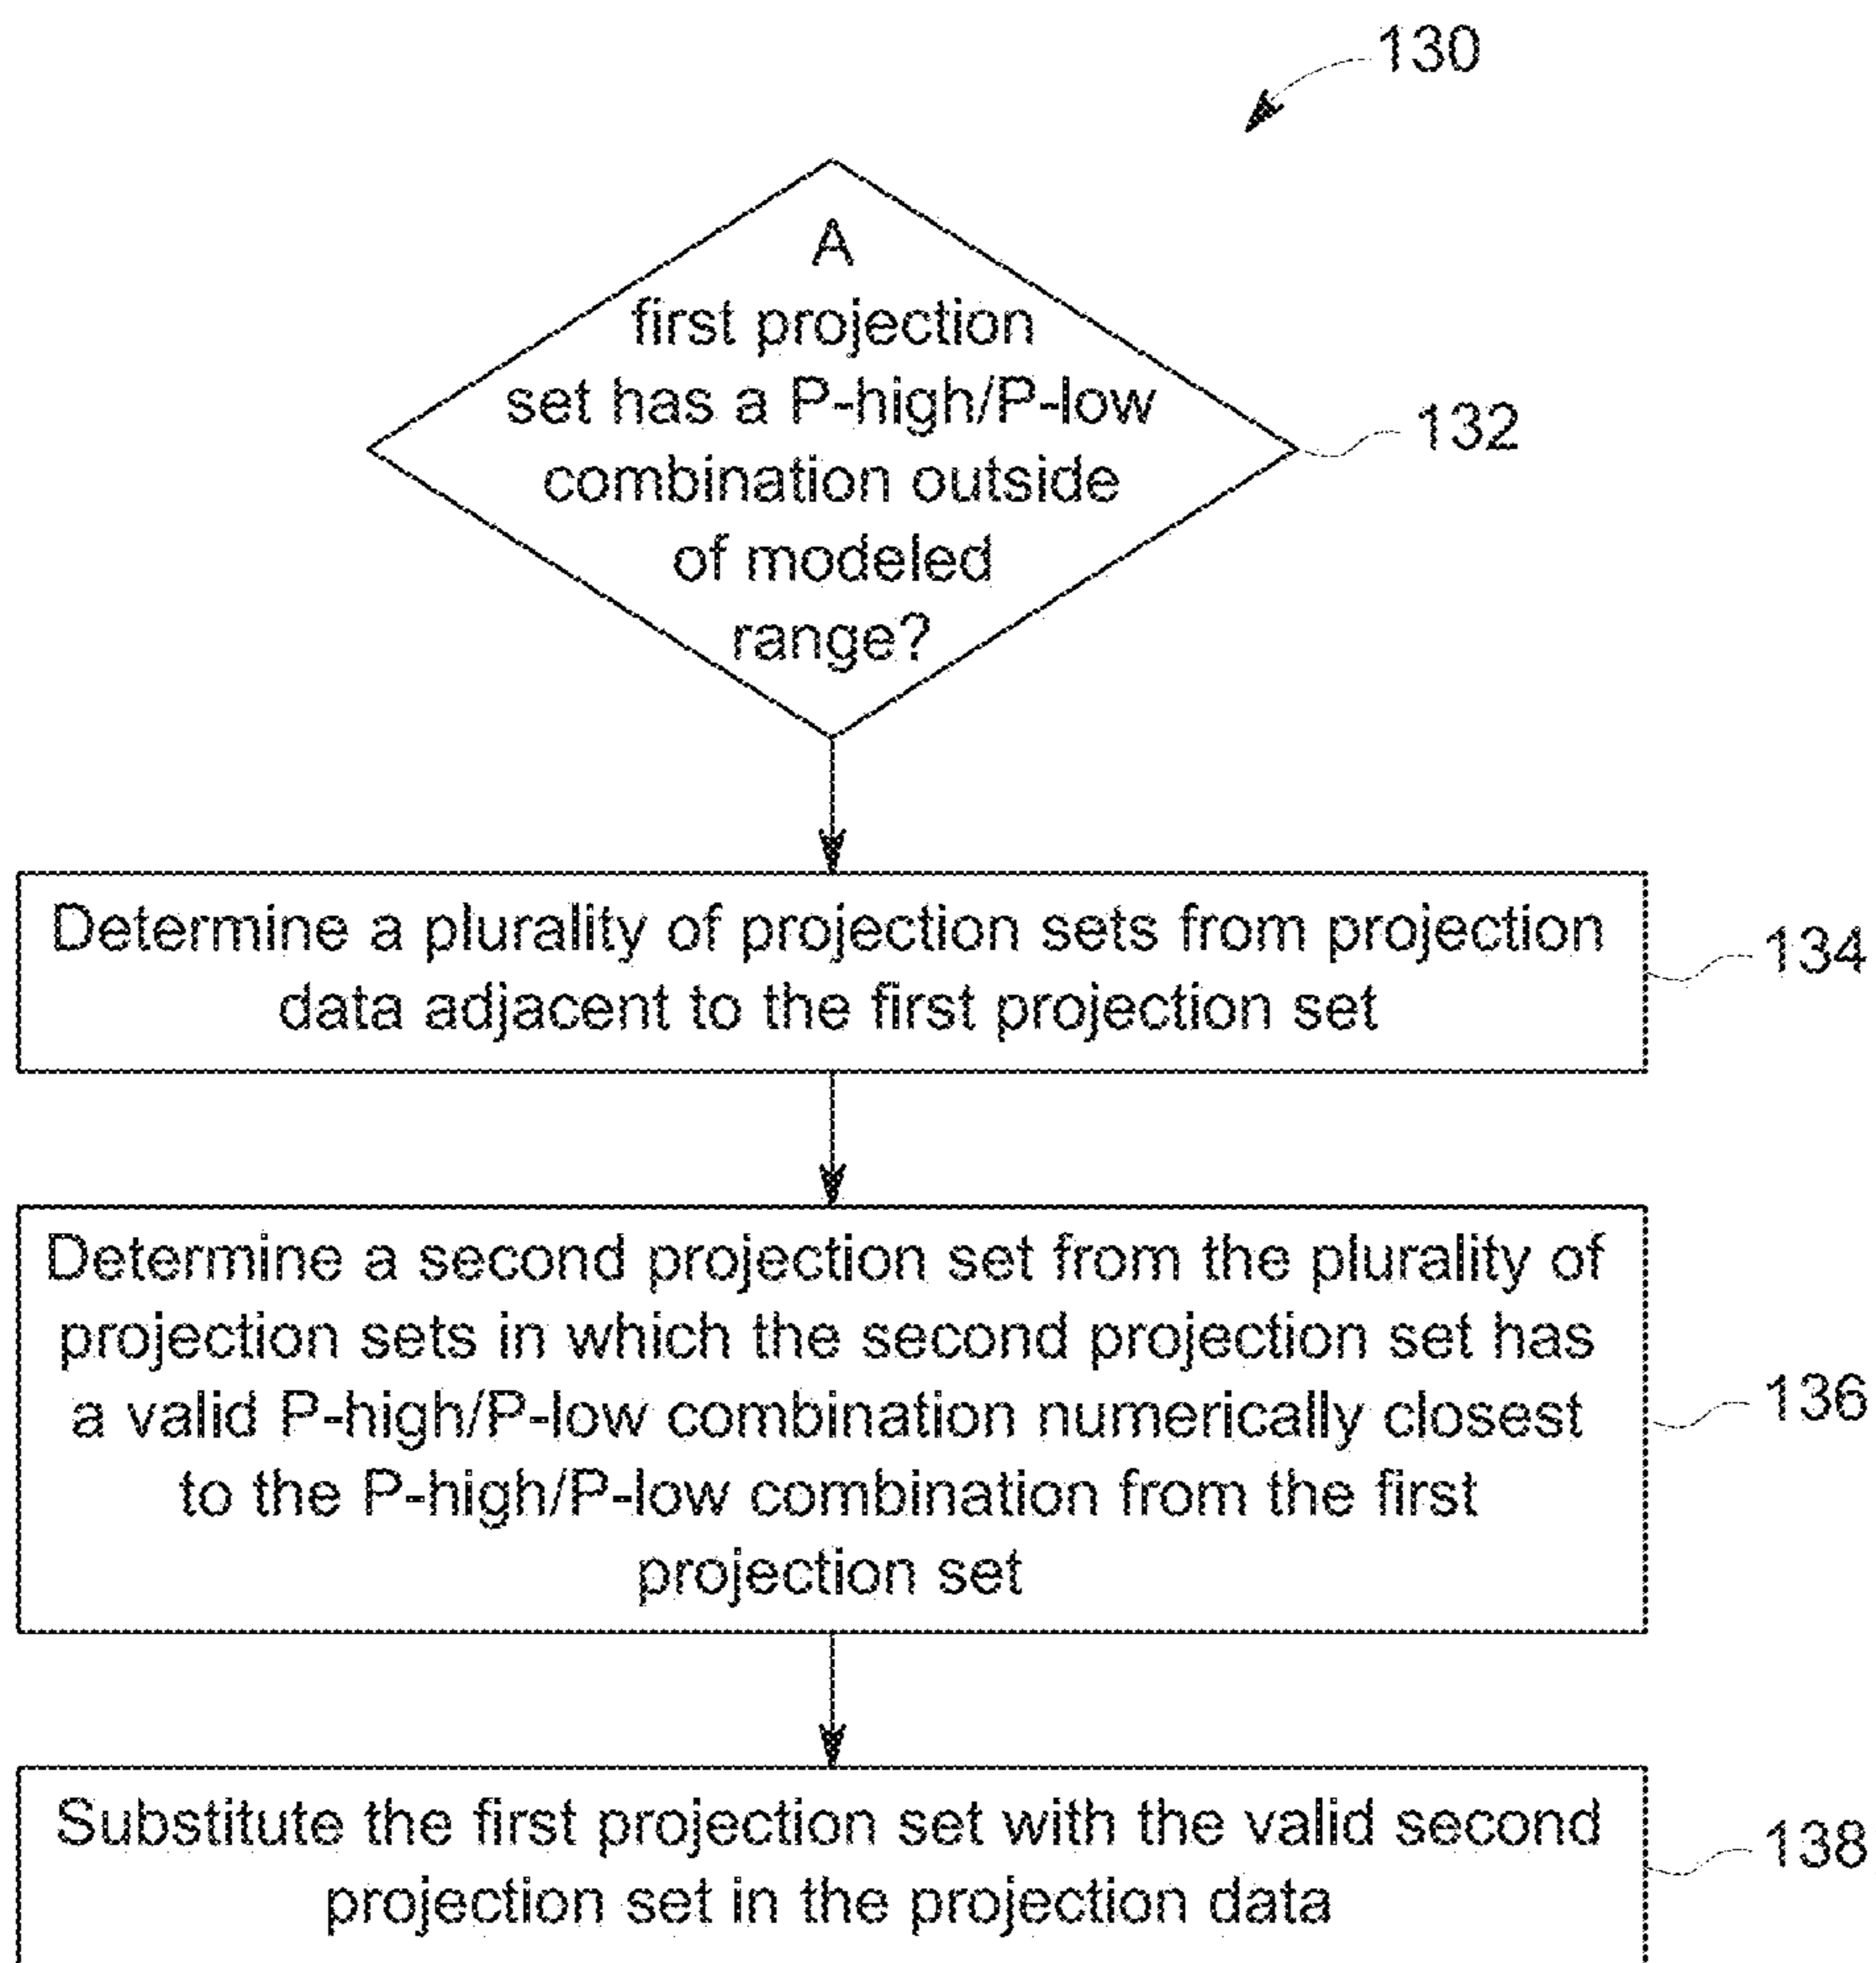 130
A
first projection
set has a P-high/P-low
combination outside
of modeled
range?
132
Determine a plurality of projection sets from projection
data adjacent to the first projection set
134
Determine a second projection set from the plurality of
projection sets in which the second projection set has
a valid P-high/P-low combination numerically closest
to the P-high/P-low combination from the first
projection set
136
Substitute the first projection set with the valid second
projection set in the projection data
138